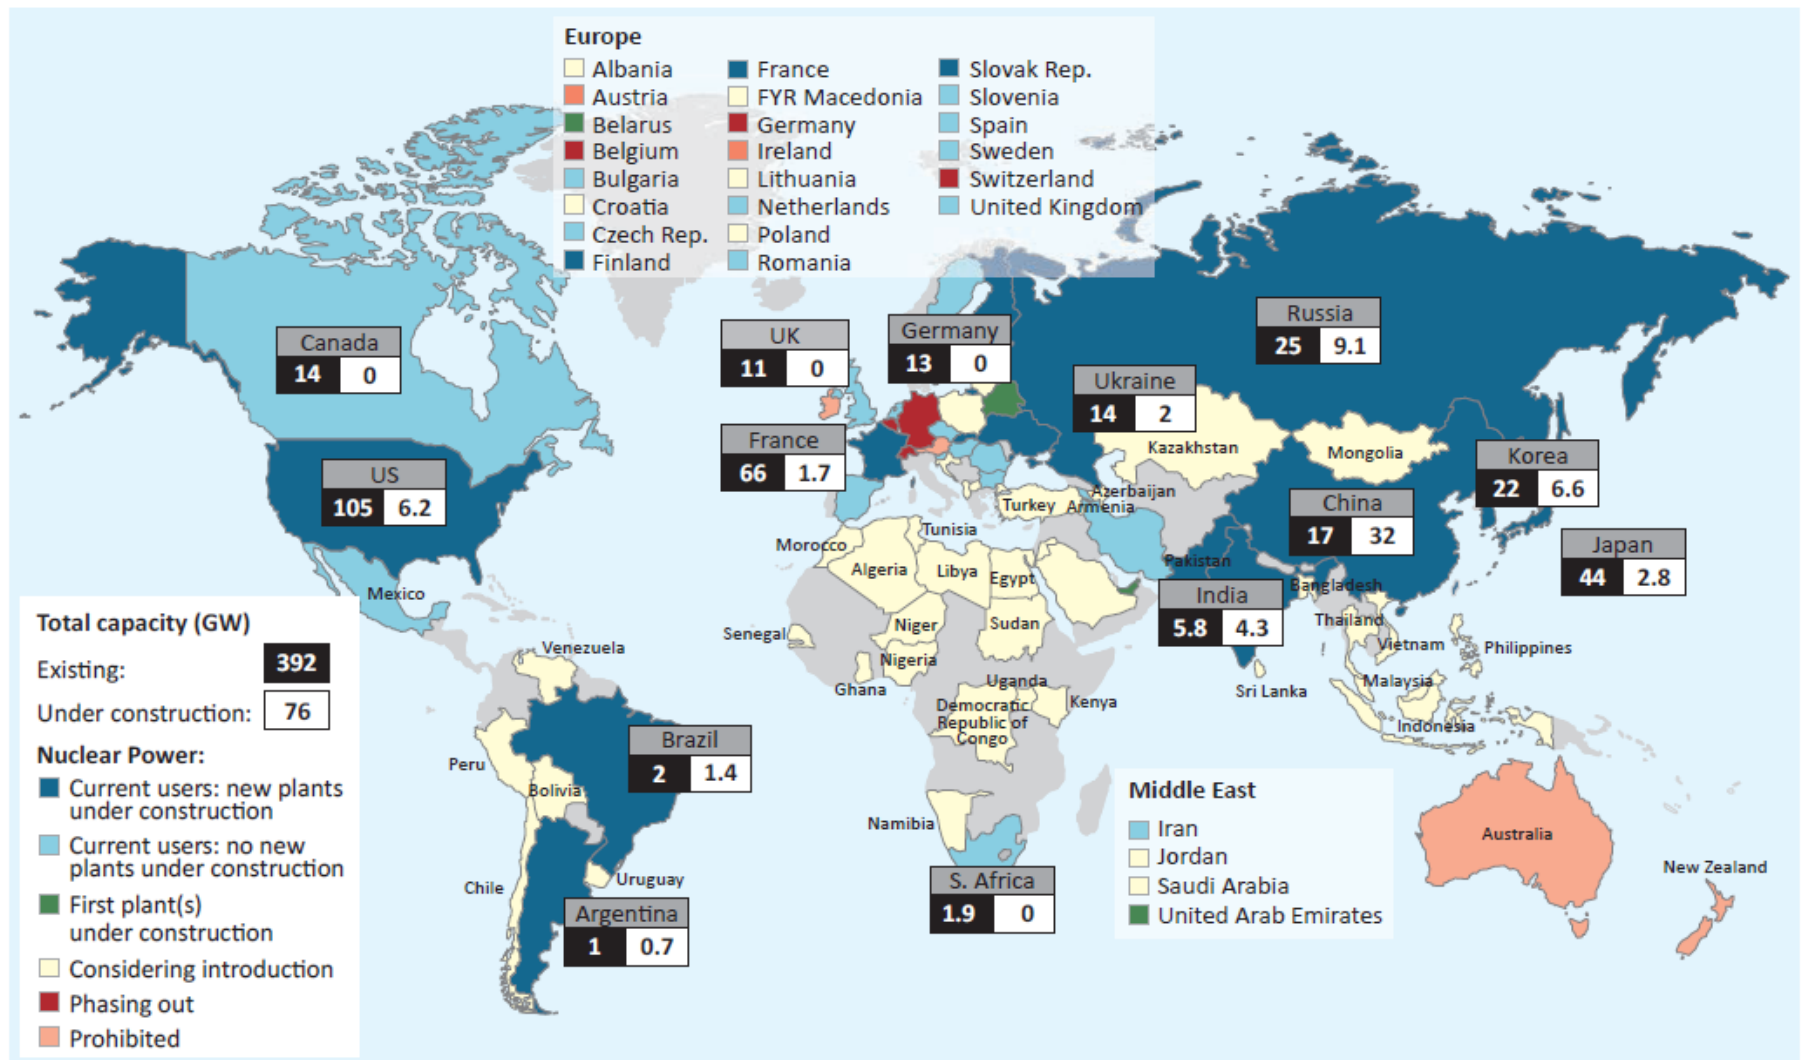 Europe
Albania
Austria
Belarus
Belgium
Bulgaria
Croatia
Czech Rep.
Finland
France
FYR Macedonia
Germany
Ireland
Lithuania
Netherlands
Poland
Romania
Slovak Rep.
Slovenia
Spain
Sweden
Switzerland
United Kingdom
Canada
14 0
US
105 6.2
Mexico
UK
11 0
Germany
13 0
France
66 1.7
Russia
25 9.1
Ukraine
14 2
Kazakhstan
Mongolia
Korea
22 6.6
China
17 32
Japan
44 2.8
Azerbaijan
Armenia
Turkey
Tunisia
Morocco
Algeria
Libya
Egypt
Pakistan
India
5.8 4.3
Bangladesh
Thailand
Vietnam
Philippines
Malaysia
Sri Lanka
Indonesia
Niger
Sudan
Senegal
Nigeria
Ghana
Uganda
Kenya
Democratic
Republic of
Congo
Namibia
S. Africa
1.9 0
Venezuela
Peru
Bolivia
Brazil
2 1.4
Chile
Uruguay
Argentina
1 0.7
Australia
New Zealand
Middle East
Iran
Jordan
Saudi Arabia
United Arab Emirates
Total capacity (GW)
Existing: 392
Under construction: 76
Nuclear Power:
Current users: new plants
under construction
Current users: no new
plants under construction
First plant(s)
under construction
Considering introduction
Phasing out
Prohibited